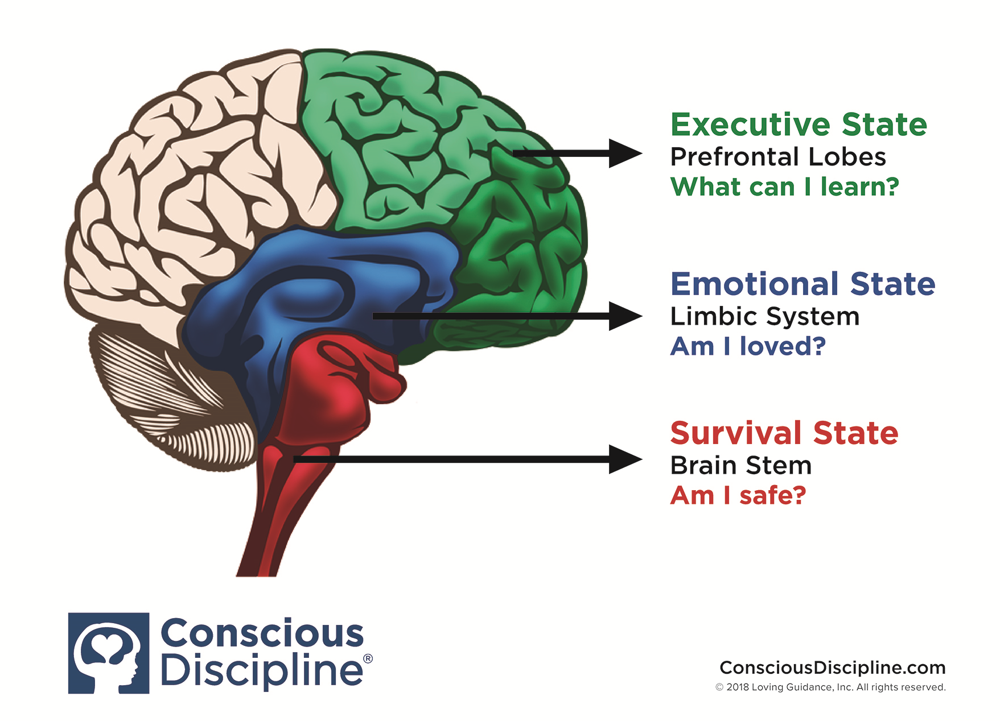 Executive State
Prefrontal Lobes
What can I learn?
Emotional State
Limbic System
Am I loved?
Survival State
Brain Stem
Am I safe?
Conscious
Discipline®
ConsciousDiscipline.com
© 2018 Loving Guidance, Inc. All rights reserved.